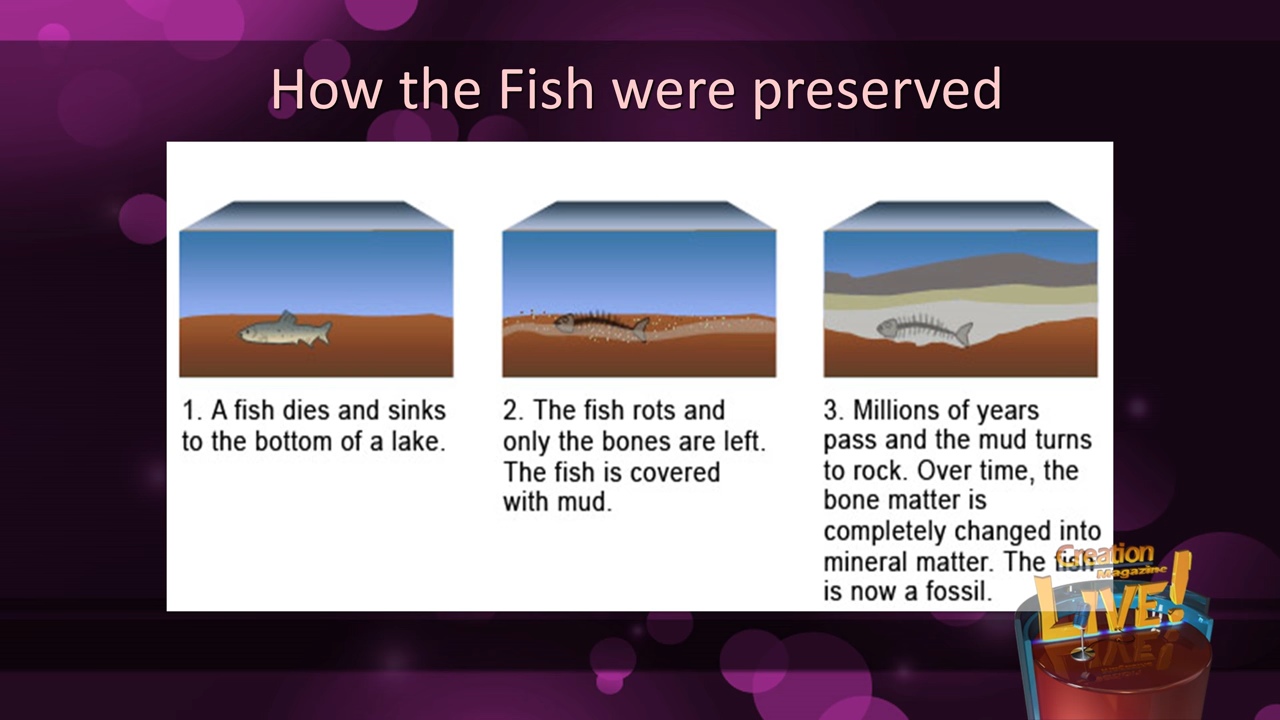 How the Fish were preserved
1. A fish dies and sinks
to the bottom of a lake.
2. The fish rots and
only the bones are left.
The fish is covered
with mud.
3. Millions of years
pass and the mud turns
to rock. Over time, the
bone matter is
completely changed into
mineral matter. The fish
is now a fossil.
Creation
Magazine
LIVE!